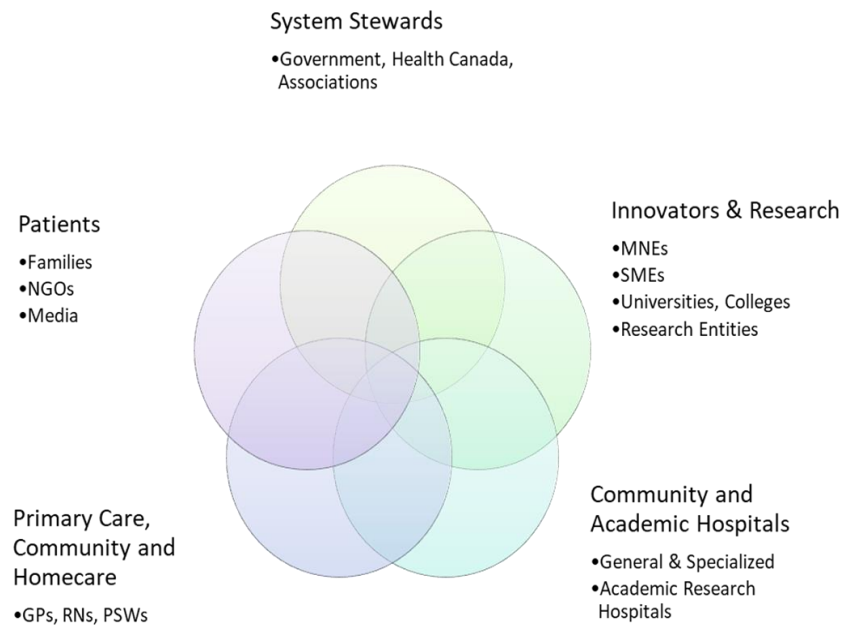 System Stewards
•Government, Health Canada,
Associations
Patients
•Families
•NGOs
•Media
Innovators & Research
•MNEs
•SMEs
•Universities, Colleges
•Research Entities
Primary Care,
Community and
Homecare
•GPs, RNs, PSWs
Community and
Academic Hospitals
•General & Specialized
•Academic Research
Hospitals